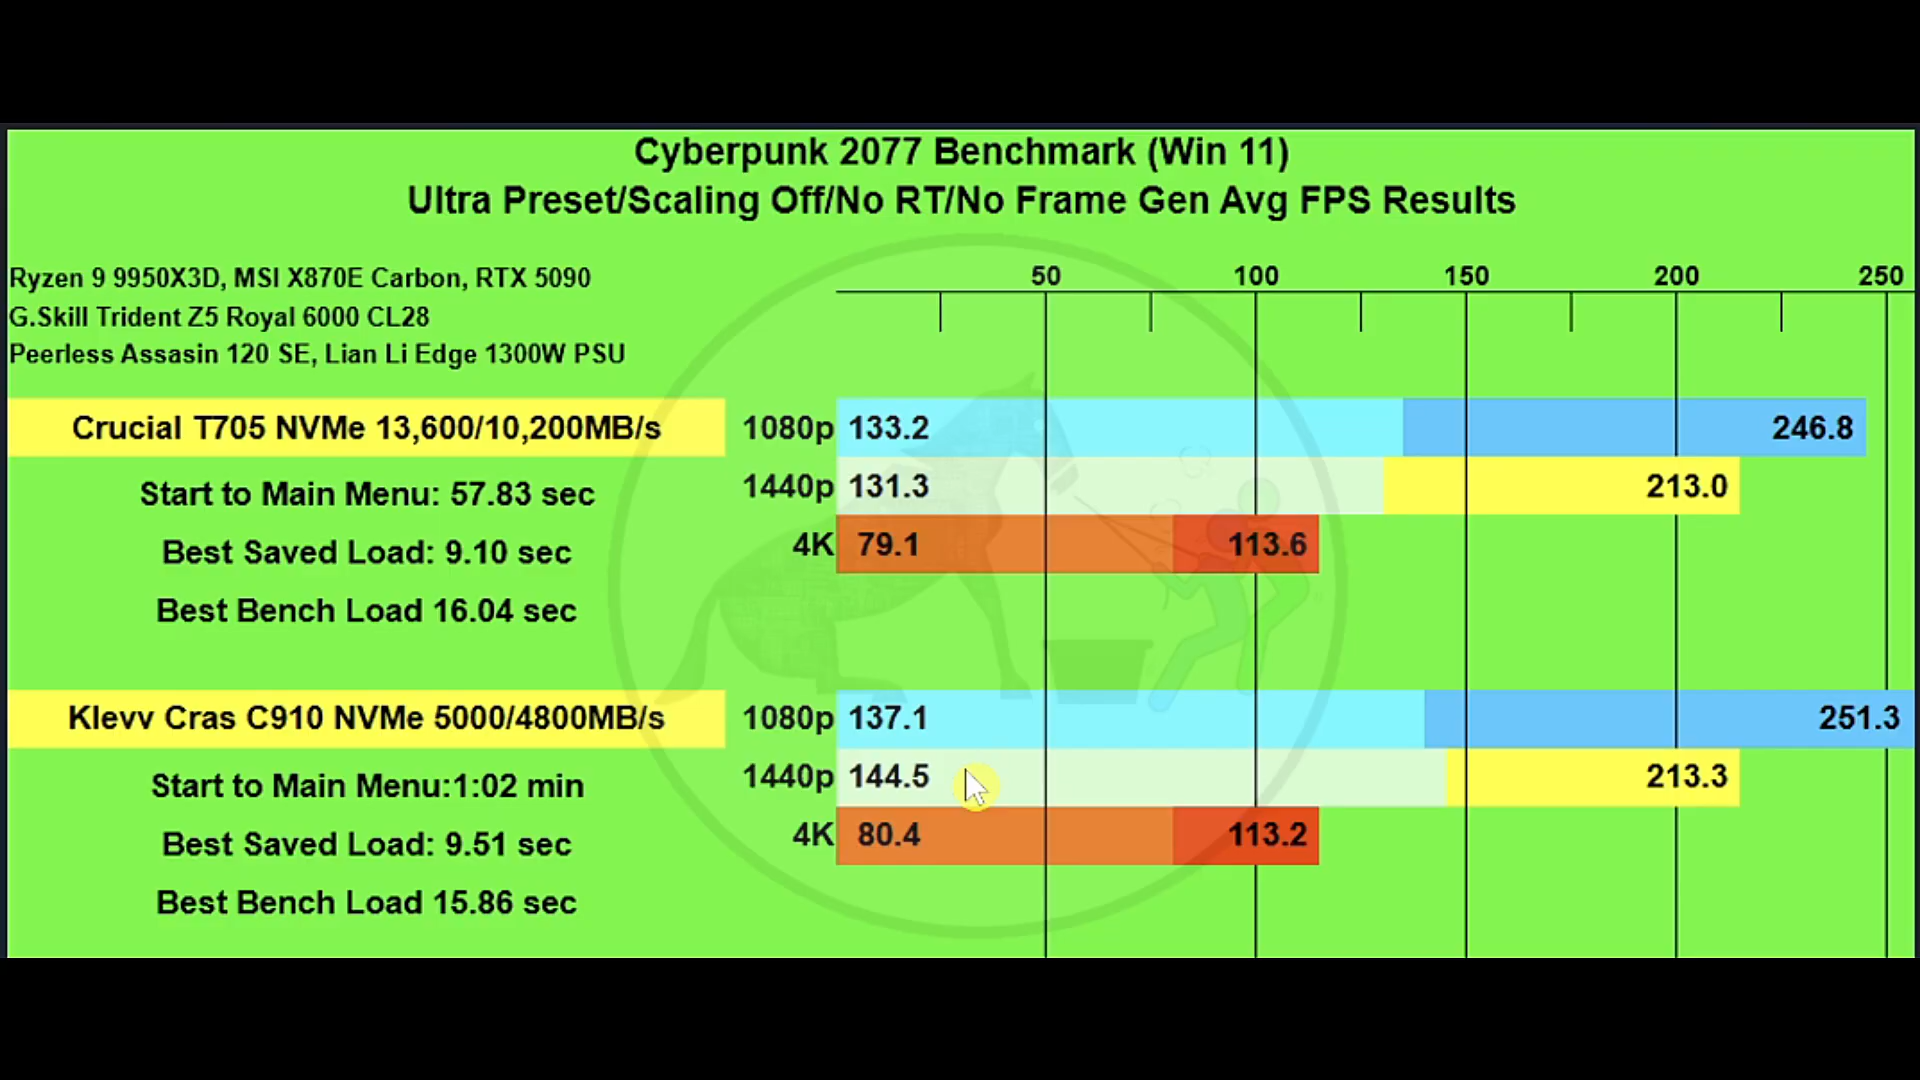 Cyberpunk 2077 Benchmark (Win 11)
Ultra Preset/Scaling Off/No RT/No Frame Gen Avg FPS Results
Ryzen 9 9950X3D, MSI X870E Carbon, RTX 5090
G.Skill Trident Z5 Royal 6000 CL28
Peerless Assasin 120 SE, Lian Li Edge 1300W PSU
50 100 150 200 250
Crucial T705 NVMe 13,600/10,200MB/s 1080p 133.2 246.8
Start to Main Menu: 57.83 sec 1440p 131.3 213.0
Best Saved Load: 9.10 sec 4K 79.1 113.6
Best Bench Load 16.04 sec
Klevv Cras C910 NVMe 5000/4800MB/s 1080p 137.1 251.3
Start to Main Menu:1:02 min 1440p 144.5 213.3
Best Saved Load: 9.51 sec 4K 80.4 113.2
Best Bench Load 15.86 sec